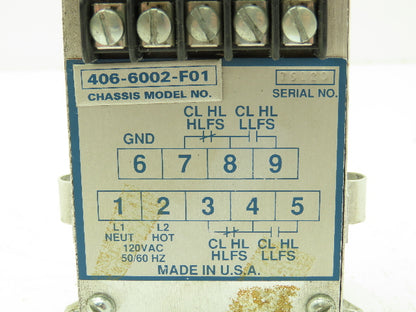 406-6002-F01
CHASSIS MODEL NO. SERIAL NO.
CL HL CL HL
GND HLFS LLFS
6 7 8 9
1 2 3 4 5
L1 L2 CL HL CL HL
NEUT HOT HLFS LLFS
120VAC
50/60 HZ
MADE IN U.S.A.